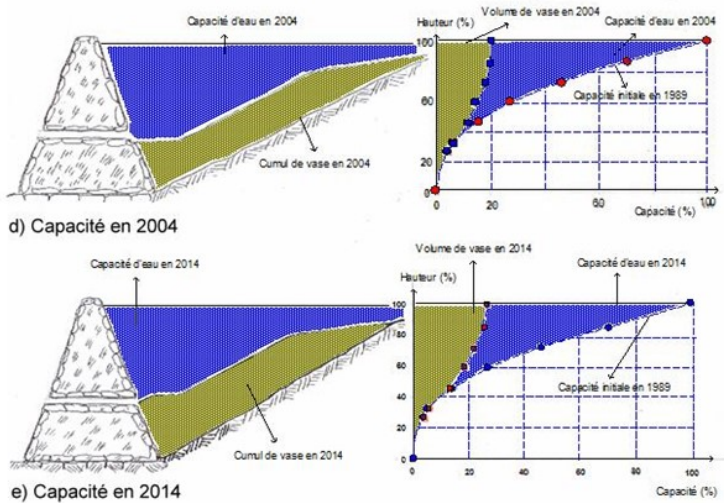 Capacité d'eau en 2004
Cumul de vase en 2004
d) Capacité en 2004
Volume de vase en 2004
Hauteur (%)
Capacité d'eau en 2004
Capacité initiale en 1989
100
60
20
0
20
60
100
Capacité (%)
Capacité d'eau en 2014
Cumul de vase en 2014
e) Capacité en 2014
Volume de vase en 2014
Hauteur (%)
Capacité d'eau en 2014
Capacité initiale en 1989
100
80
60
40
20
0
0
20
40
60
80
100
Capacité (%)